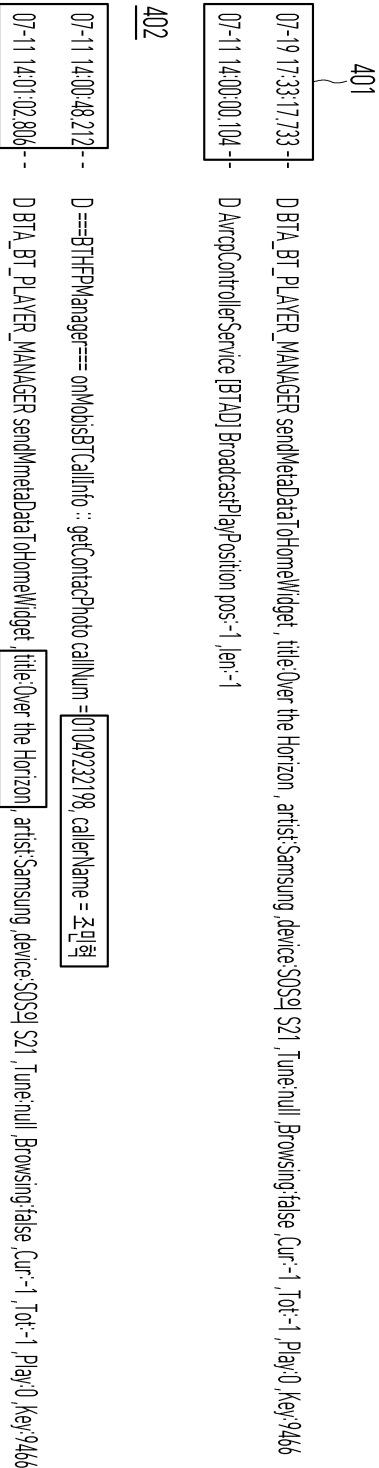 401
07-19 17:33:17.733 - - D BTA_BT_PLAYER_MANAGER sendMetaDataToHomeWidget , title:Over the Horizon , artist:Samsung ,device:SOS의 S21 ,Tune:null ,Browsing:false ,Cur:-1 ,Tot:-1 ,Play:0 ,Key:9466
07-11 14:00:00.104 - - D AvrcpControllerService [BTAD] BroadcastPlayPosition pos:-1 ,len:-1
402
07-11 14:00:48.212 - - D ===BTHFPManager=== onMobisBTCallInfo :: getContacPhoto callNum = 01049232198, callerName = 조민혁
07-11 14:01:02.806 - - D BTA_BT_PLAYER_MANAGER sendMmetaDataToHomeWidget , title:Over the Horizon , artist:Samsung ,device:SOS의 S21 ,Tune:null ,Browsing:false ,Cur:-1 ,Tot:-1 ,Play:0 ,Key:9466